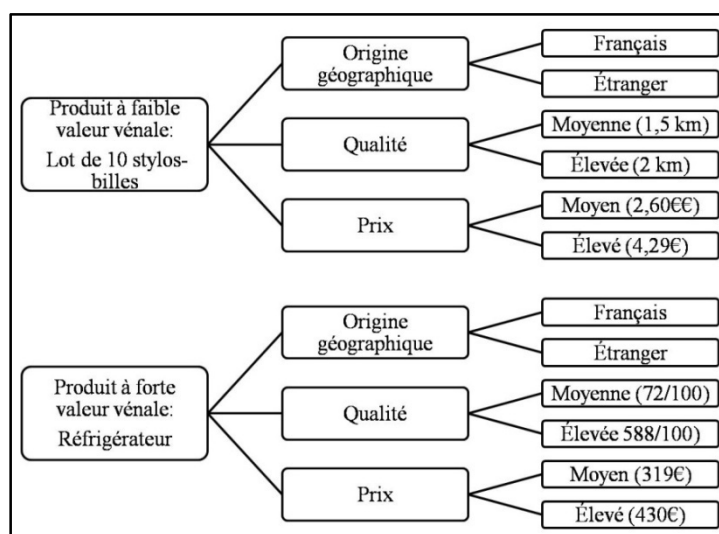 Produit à faible
valeur vénale:
Lot de 10 stylos-
billes
Origine
géographique
Français
Étranger
Qualité
Moyenne (1,5 km)
Élevée (2 km)
Prix
Moyen (2,60€€)
Élevé (4,29€)
Produit à forte
valeur vénale:
Réfrigérateur
Origine
géographique
Français
Étranger
Qualité
Moyenne (72/100)
Élevée 588/100)
Prix
Moyen (319€)
Élevé (430€)